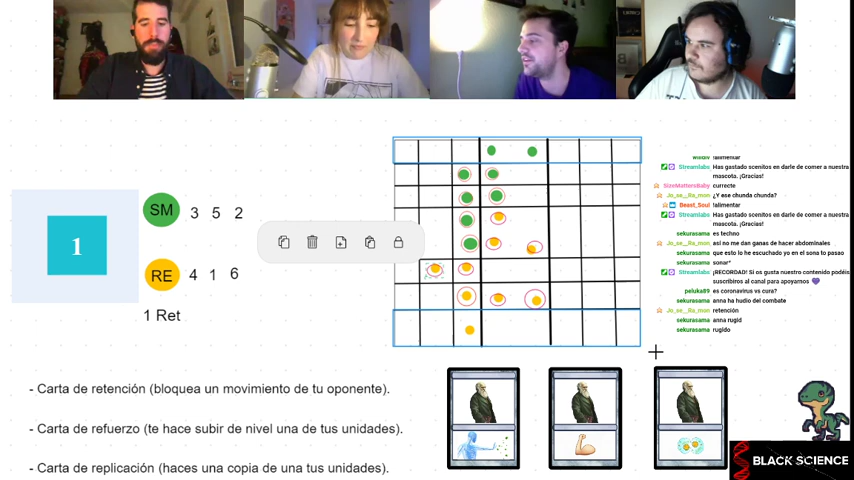 wallaby !alimentar
Streamlabs Has gastado scenitos en darle de comer a nuestra
mascota. ¡Gracias!
SizeMattersBaby currecte
Jo_se__Ra_mon ¿Y ese chunda chunda?
Beast_Soul !alimentar
Streamlabs Has gastado scenitos en darle de comer a nuestra
mascota. ¡Gracias!
sekurasama es techno
Jo_se__Ra_mon así no me dan ganas de hacer abdominales
sekurasama que esto lo he escuchado yo en el sona to pasao
sekurasama sonar*
Streamlabs ¡RECORDAD! Si os gusta nuestro contenido podéis
suscribiros al canal para apoyarnos
peluka89 es coronavirus vs cura?
sekurasama anna ha hudio del combate
Jo_se__Ra_mon retención
sekurasama anna rugid
sekurasama rugido
1
SM 3 5 2
RE 4 1 6
1 Ret
- Carta de retención (bloquea un movimiento de tu oponente).
- Carta de refuerzo (te hace subir de nivel una de tus unidades).
- Carta de replicación (haces una copia de una tus unidades).
BLACK SCIENCE